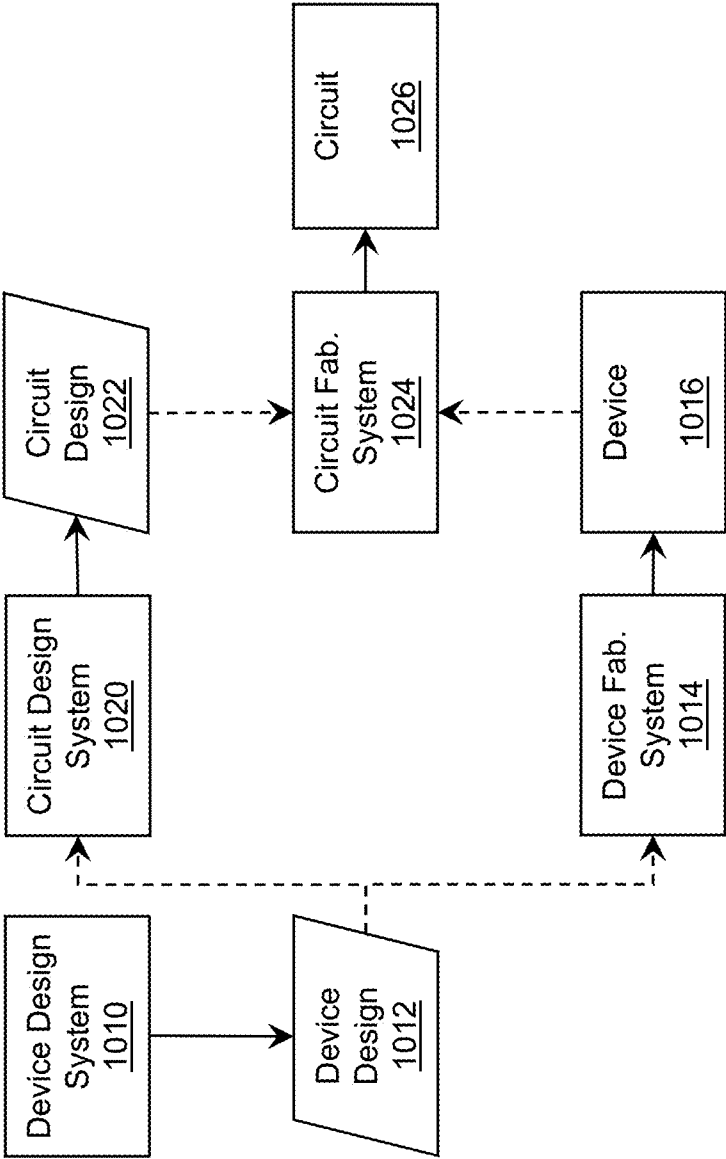 Device Design
System
1010
Device
Design
1012
Circuit Design
System
1020
Device Fab.
System
1014
Circuit
Design
1022
Circuit Fab.
System
1024
Device
1016
Circuit
1026